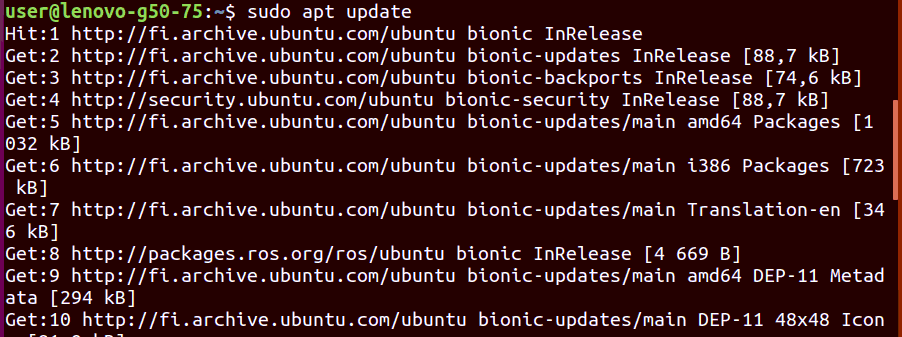 user@lenovo-g50-75:~$ sudo apt update
Hit:1 http://fi.archive.ubuntu.com/ubuntu bionic InRelease
Get:2 http://fi.archive.ubuntu.com/ubuntu bionic-updates InRelease [88,7 kB]
Get:3 http://fi.archive.ubuntu.com/ubuntu bionic-backports InRelease [74,6 kB]
Get:4 http://security.ubuntu.com/ubuntu bionic-security InRelease [88,7 kB]
Get:5 http://fi.archive.ubuntu.com/ubuntu bionic-updates/main amd64 Packages [1
032 kB]
Get:6 http://fi.archive.ubuntu.com/ubuntu bionic-updates/main i386 Packages [723
 kB]
Get:7 http://fi.archive.ubuntu.com/ubuntu bionic-updates/main Translation-en [34
6 kB]
Get:8 http://packages.ros.org/ros/ubuntu bionic InRelease [4 669 B]
Get:9 http://fi.archive.ubuntu.com/ubuntu bionic-updates/main amd64 DEP-11 Metad
ata [294 kB]
Get:10 http://fi.archive.ubuntu.com/ubuntu bionic-updates/main DEP-11 48x48 Icon